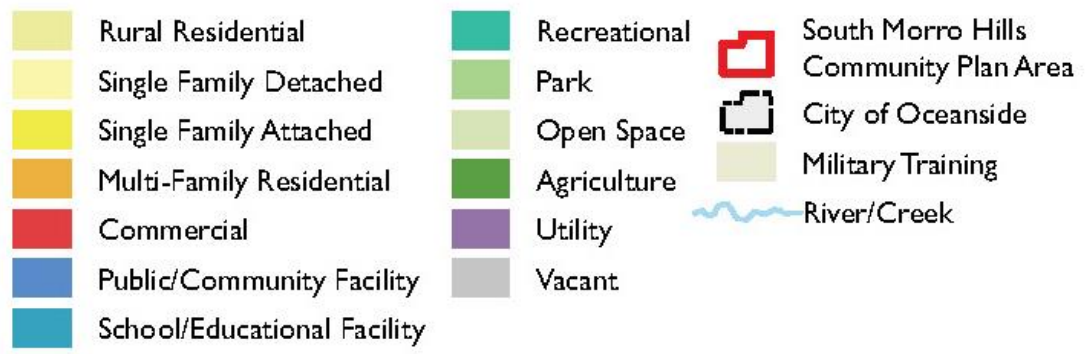 Rural Residential
Single Family Detached
Single Family Attached
Multi-Family Residential
Commercial
Public/Community Facility
School/Educational Facility
Recreational
Park
Open Space
Agriculture
Utility
Vacant
South Morro Hills
Community Plan Area
City of Oceanside
Military Training
River/Creek